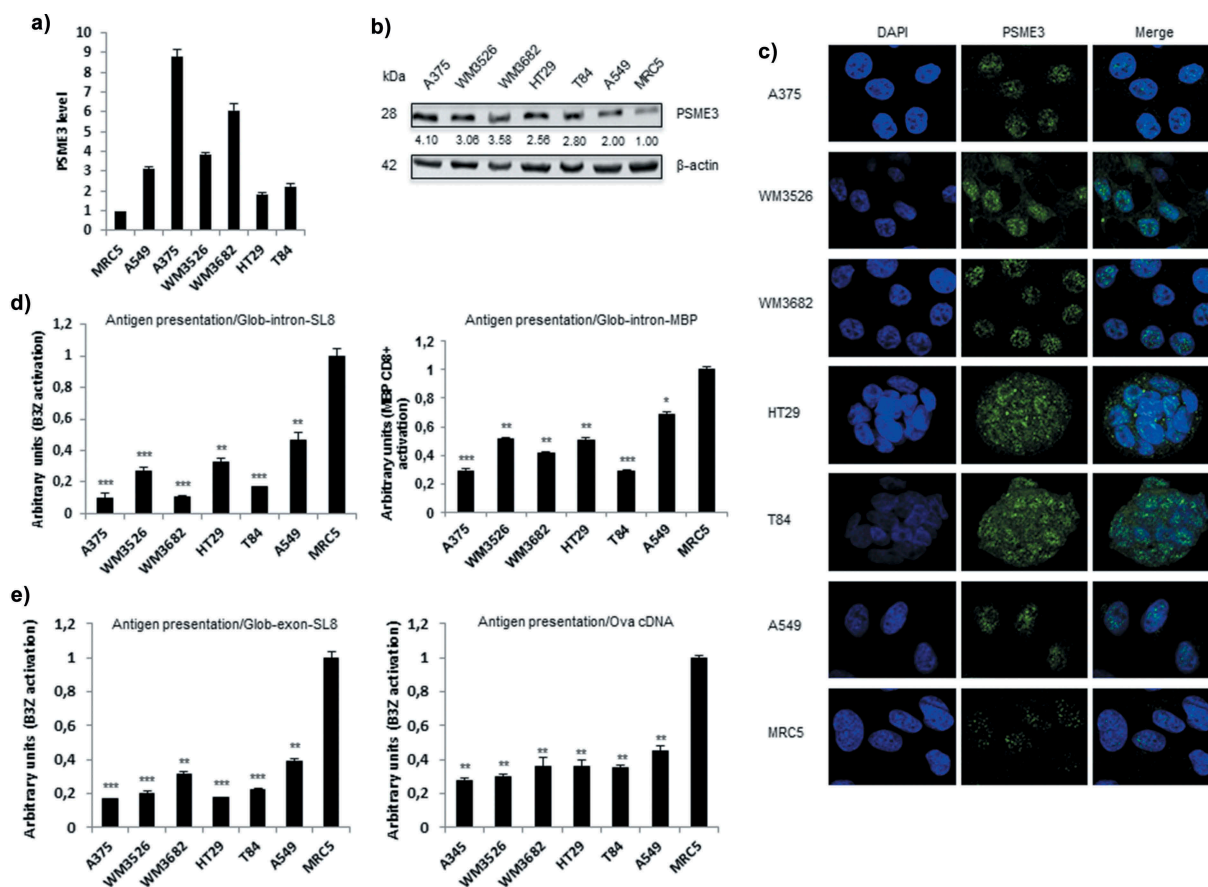 a)
PSME3 level
10
9
8
7
6
5
4
3
2
1
0
MRC5
A549
A375
WM3526
WM3682
HT29
T84
b)
kDa
A375
WM3526
WM3682
HT29
T84
A549
MRC5
28
PSME3
4.10 3.06 3.58 2.56 2.80 2.00 1.00
42
β-actin
c)
DAPI PSME3 Merge
A375
WM3526
WM3682
HT29
T84
A549
MRC5
d)
Antigen presentation/Glob-intron-SL8
Arbitrary units (B3Z activation)
1,2
1
0,8
0,6
0,4
0,2
0
***
***
***
**
***
**
A375
WM3526
WM3682
HT29
T84
A549
MRC5
Antigen presentation/Glob-intron-MBP
Arbitrary units (MBP CD8+
activation)
1,2
1
0,8
0,6
0,4
0,2
0
***
**
**
**
***
*
A375
WM3526
WM3682
HT29
T84
A549
MRC5
e)
Antigen presentation/Glob-exon-SL8
Arbitrary units (B3Z activation)
1,2
1
0,8
0,6
0,4
0,2
0
***
***
**
***
***
**
A375
WM3526
WM3682
HT29
T84
A549
MRC5
Antigen presentation/Ova cDNA
Arbitrary units (B3Z activation)
1,2
1
0,8
0,6
0,4
0,2
0
**
**
**
**
**
**
A345
WM3526
WM3682
HT29
T84
A549
MRC5